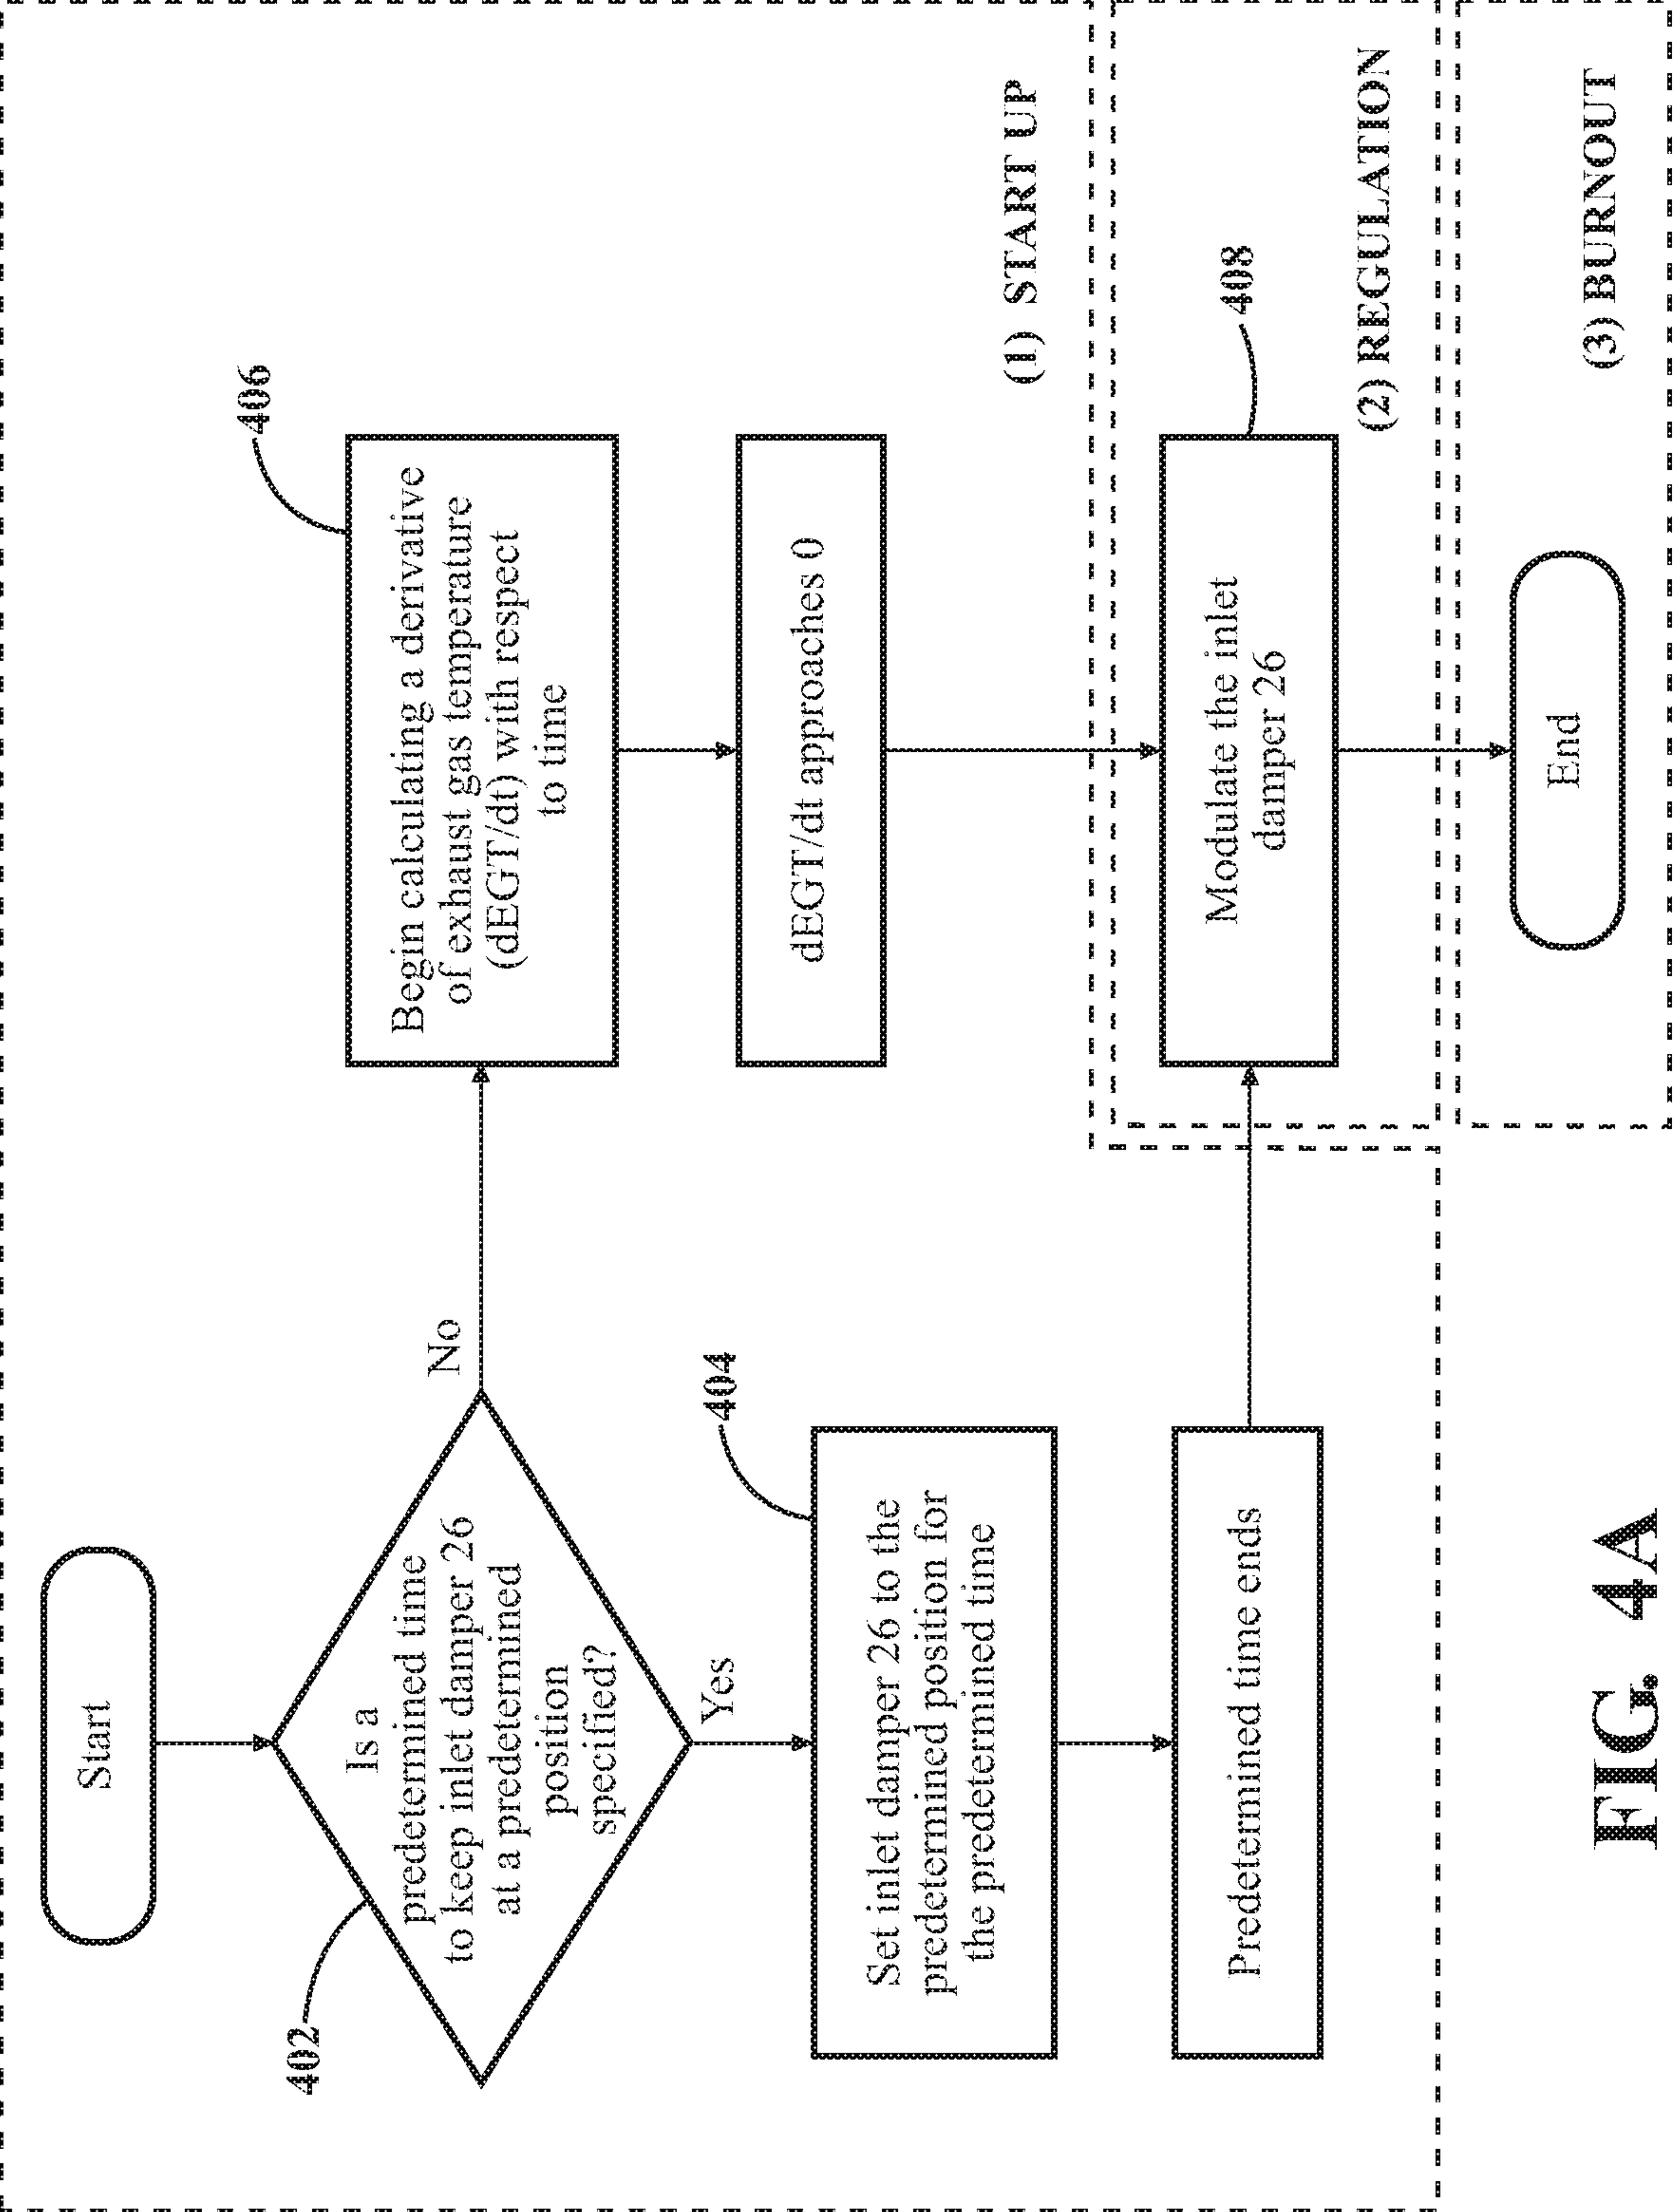 Start
402
Is a
predetermined time
to keep inlet damper 26
at a predetermined
position
specified?
No
Yes
404
Set inlet damper 26 to the
predetermined position for
the predetermined time
Predetermined time ends
406
Begin calculating a derivative
of exhaust gas temperature
(dEGT/dt) with respect
to time
dEGT/dt approaches 0
(1) START UP
408
Modulate the inlet
damper 26
(2) REGULATION
End
(3) BURNOUT
FIG. 4A